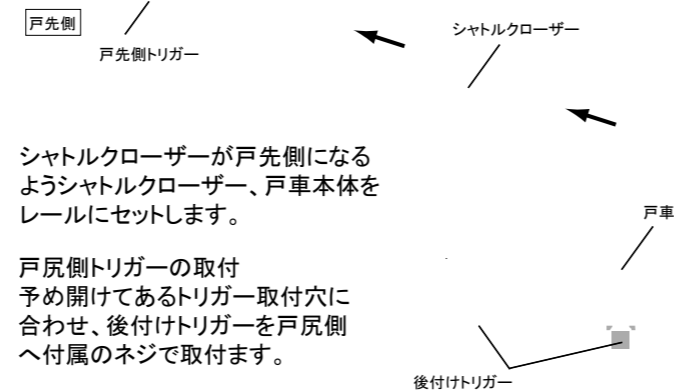 戸先側
戸先側トリガー
シャトルクローザー
シャトルクローザーが戸先側になる
ようシャトルクローザー、戸車本体を
レールにセットします。
戸車
戸尻側トリガーの取付
予め開けてあるトリガー取付穴に
合わせ、後付けトリガーを戸尻側
へ付属のネジで取付ます。
後付けトリガー